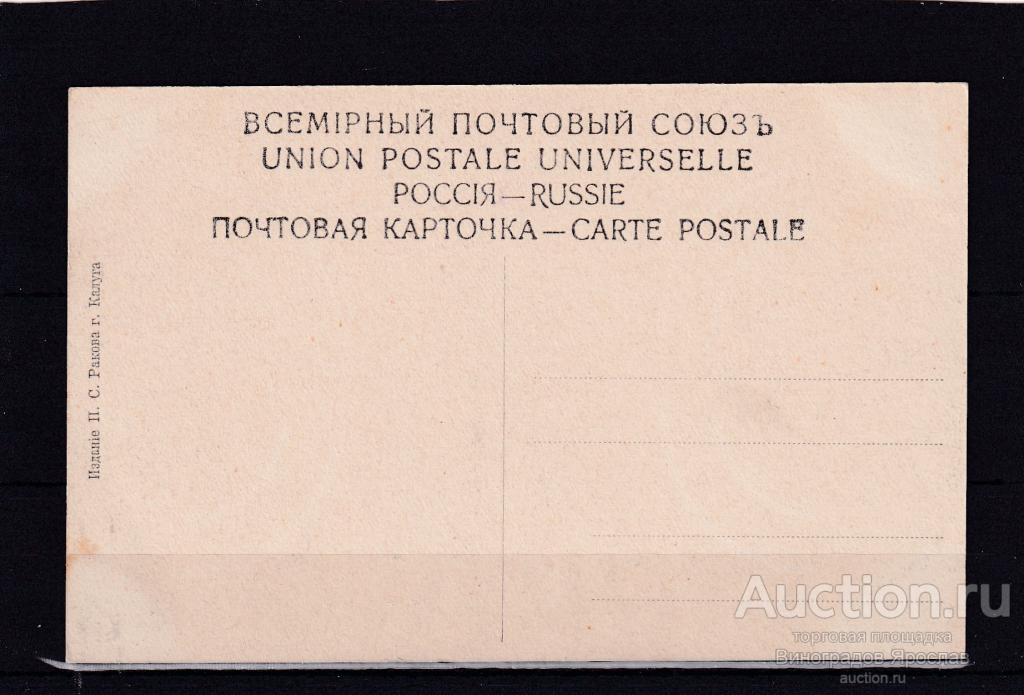 ВСЕМІРНЫЙ ПОЧТОВЫЙ СОЮЗЪ
UNION POSTALE UNIVERSELLE
РОССІЯ—RUSSIE
ПОЧТОВАЯ КАРТОЧКА—CARTE POSTALE
Изданіе П. С. Ракова г. Калуга
Auction.ru
торговая площадка
Виноградов Ярослав
auction.ru